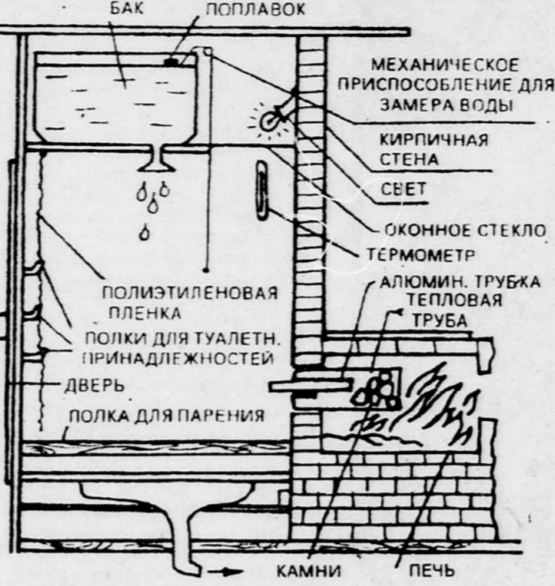 БАК
ПОПЛАВОК
МЕХАНИЧЕСКОЕ
ПРИСПОСОБЛЕНИЕ ДЛЯ
ЗАМЕРА ВОДЫ
КИРПИЧНАЯ
СТЕНА
СВЕТ
ОКОННОЕ СТЕКЛО
ТЕРМОМЕТР
АЛЮМИН. ТРУБКА
ТЕПЛОВАЯ
ТРУБА
ПОЛИЭТИЛЕНОВАЯ
ПЛЕНКА
ПОЛКИ ДЛЯ ТУАЛЕТН.
ПРИНАДЛЕЖНОСТЕЙ
ДВЕРЬ
ПОЛКА ДЛЯ ПАРЕНИЯ
КАМНИ
ПЕЧЬ